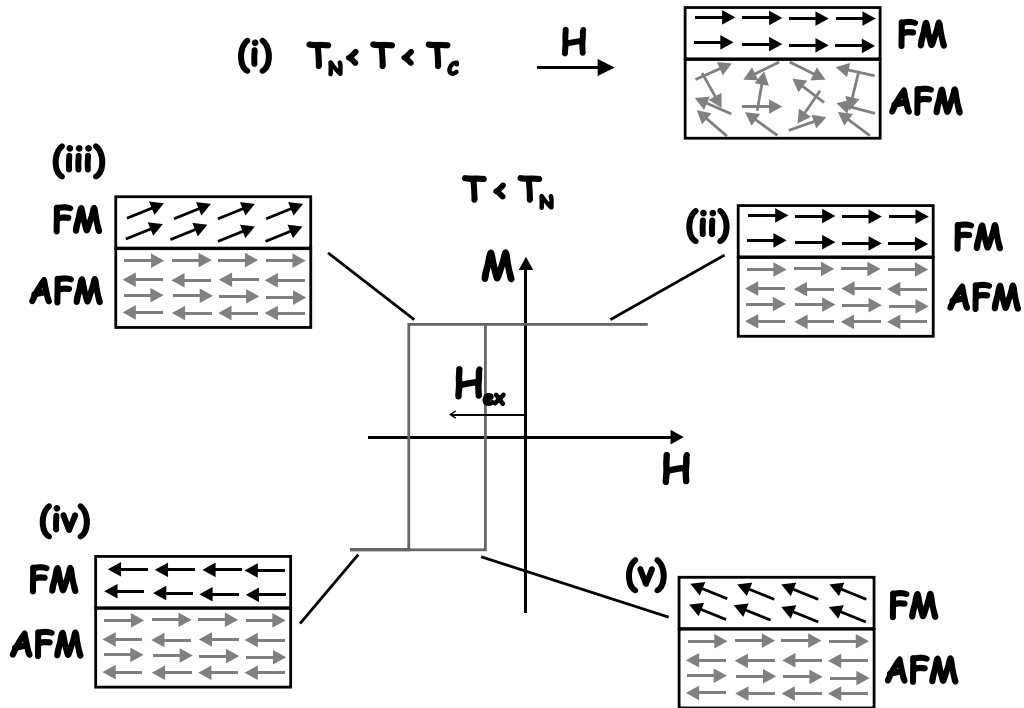 (i) T_N < T < T_C
H
FM
AFM
(iii)
FM
AFM
T < T_N
(ii)
FM
AFM
M
H_ex
H
(iv)
FM
AFM
(v)
FM
AFM